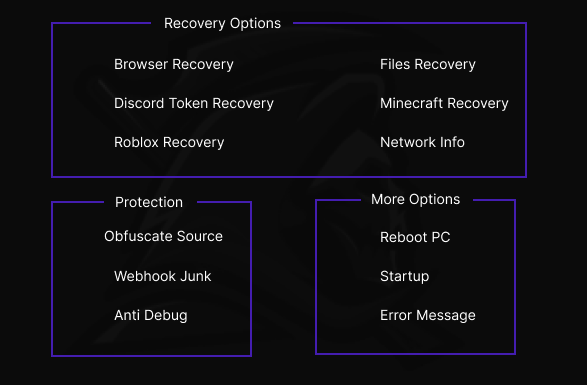 Recovery Options
Browser Recovery
Files Recovery
Discord Token Recovery
Minecraft Recovery
Roblox Recovery
Network Info
Protection
Obfuscate Source
Webhook Junk
Anti Debug
More Options
Reboot PC
Startup
Error Message